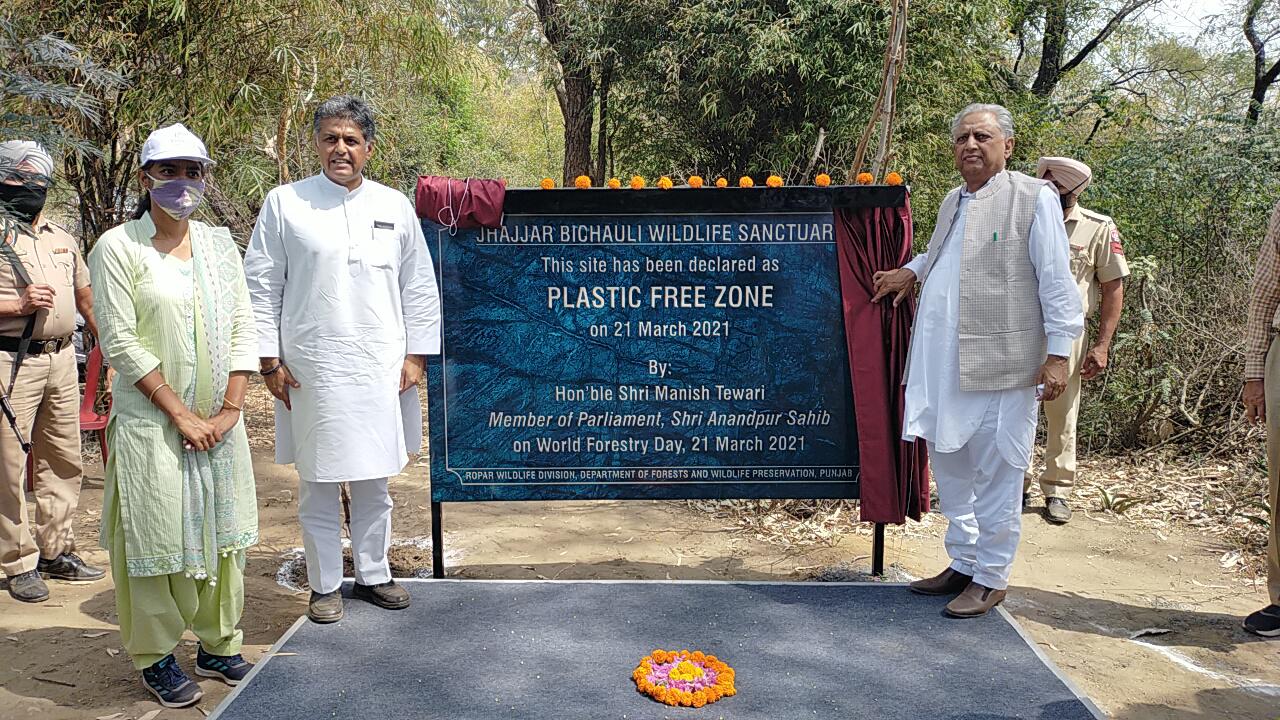 JHAJJAR BICHAULI WILDLIFE SANCTUAR
This site has been declared as
PLASTIC FREE ZONE
on 21 March 2021
By:
Hon'ble Shri Manish Tewari
Member of Parliament, Shri Anandpur Sahib
on World Forestry Day, 21 March 2021
ROPAR WILDLIFE DIVISION, DEPARTMENT OF FORESTS AND WILDLIFE PRESERVATION, PUNJAB